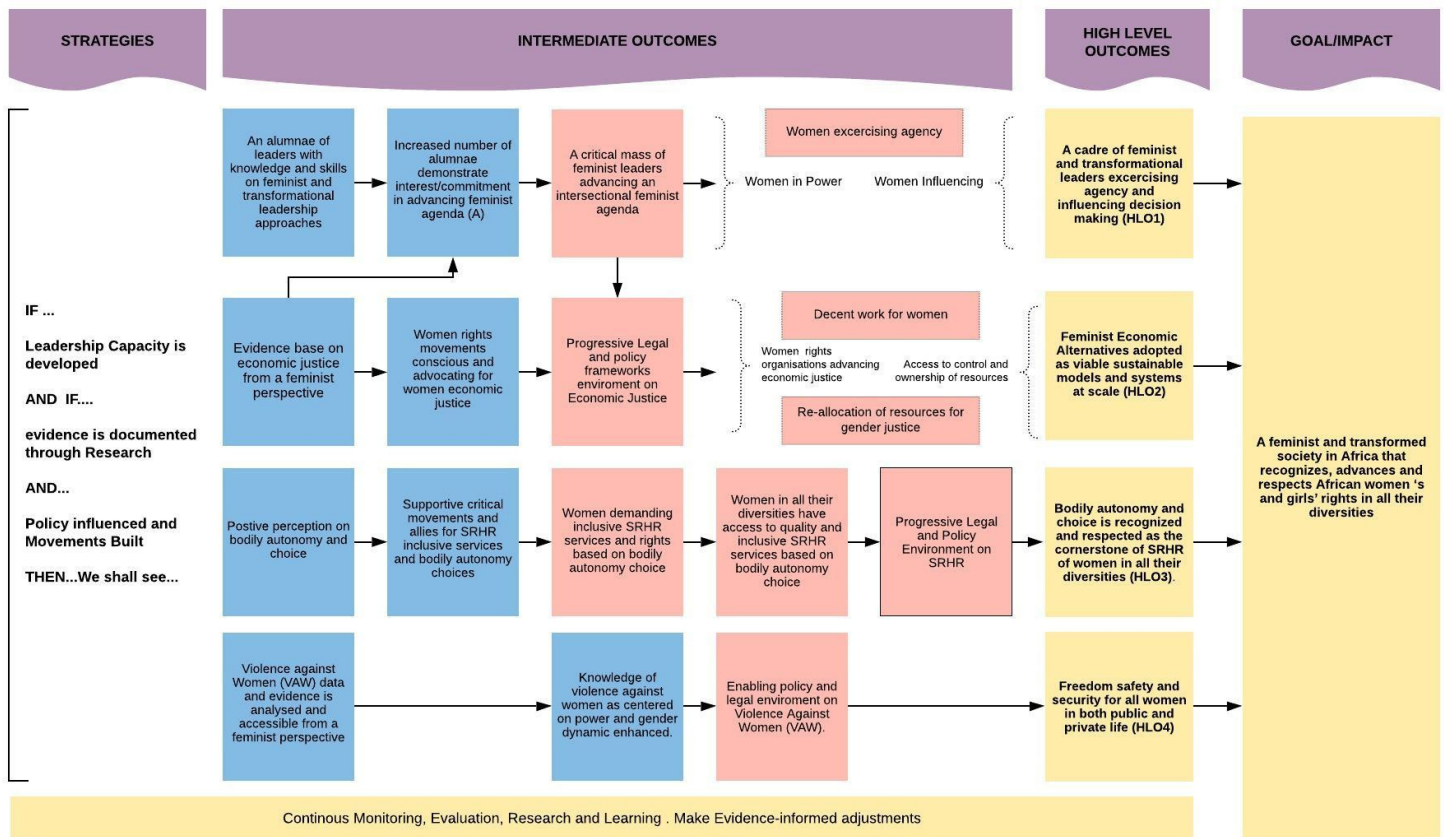 STRATEGIES
INTERMEDIATE OUTCOMES
HIGH LEVEL
OUTCOMES
GOAL/IMPACT
IF ...
Leadership Capacity is
developed
AND IF....
evidence is documented
through Research
AND...
Policy influenced and
Movements Built
THEN...We shall see...
An alumnae of
leaders with
knowledge and skills
on feminist and
transformational
leadership
approaches
Increased number of
alumnae
demonstrate
interest/commitment
in advancing feminist
agenda (A)
A critical mass of
feminist leaders
advancing an
intersectional feminist
agenda
Women excercising agency
Women in Power
Women Influencing
A cadre of feminist
and transformational
leaders excercising
agency and
influencing decision
making (HLO1)
Evidence base on
economic justice
from a feminist
perspective
Women rights
movements
conscious and
advocating for
women economic
justice
Progressive Legal
and policy
frameworks
enviroment on
Economic Justice
Decent work for women
Women rights
organisations advancing
economic justice
Access to control and
ownership of resources
Re-allocation of resources for
gender justice
Feminist Economic
Alternatives adopted
as viable sustainable
models and systems
at scale (HLO2)
Postive perception on
bodily autonomy and
choice
Supportive critical
movements and
allies for SRHR
inclusive services
and bodily autonomy
choices
Women demanding
inclusive SRHR
services and rights
based on bodily
autonomy choice
Women in all their
diversities have
access to quality and
inclusive SRHR
services based on
bodily autonomy
choice
Progressive Legal
and Policy
Environment on
SRHR
Bodily autonomy and
choice is recognized
and respected as the
cornerstone of SRHR
of women in all their
diversities (HLO3).
Violence against
Women (VAW) data
and evidence is
analysed and
accessible from a
feminist perspective
Knowledge of
violence against
women as centered
on power and gender
dynamic enhanced.
Enabling policy and
legal enviroment on
Violence Against
Women (VAW).
Freedom safety and
security for all women
in both public and
private life (HLO4)
A feminist and transformed
society in Africa that
recognizes, advances and
respects African women ‘s
and girls’ rights in all their
diversities
Continous Monitoring, Evaluation, Research and Learning . Make Evidence-informed adjustments